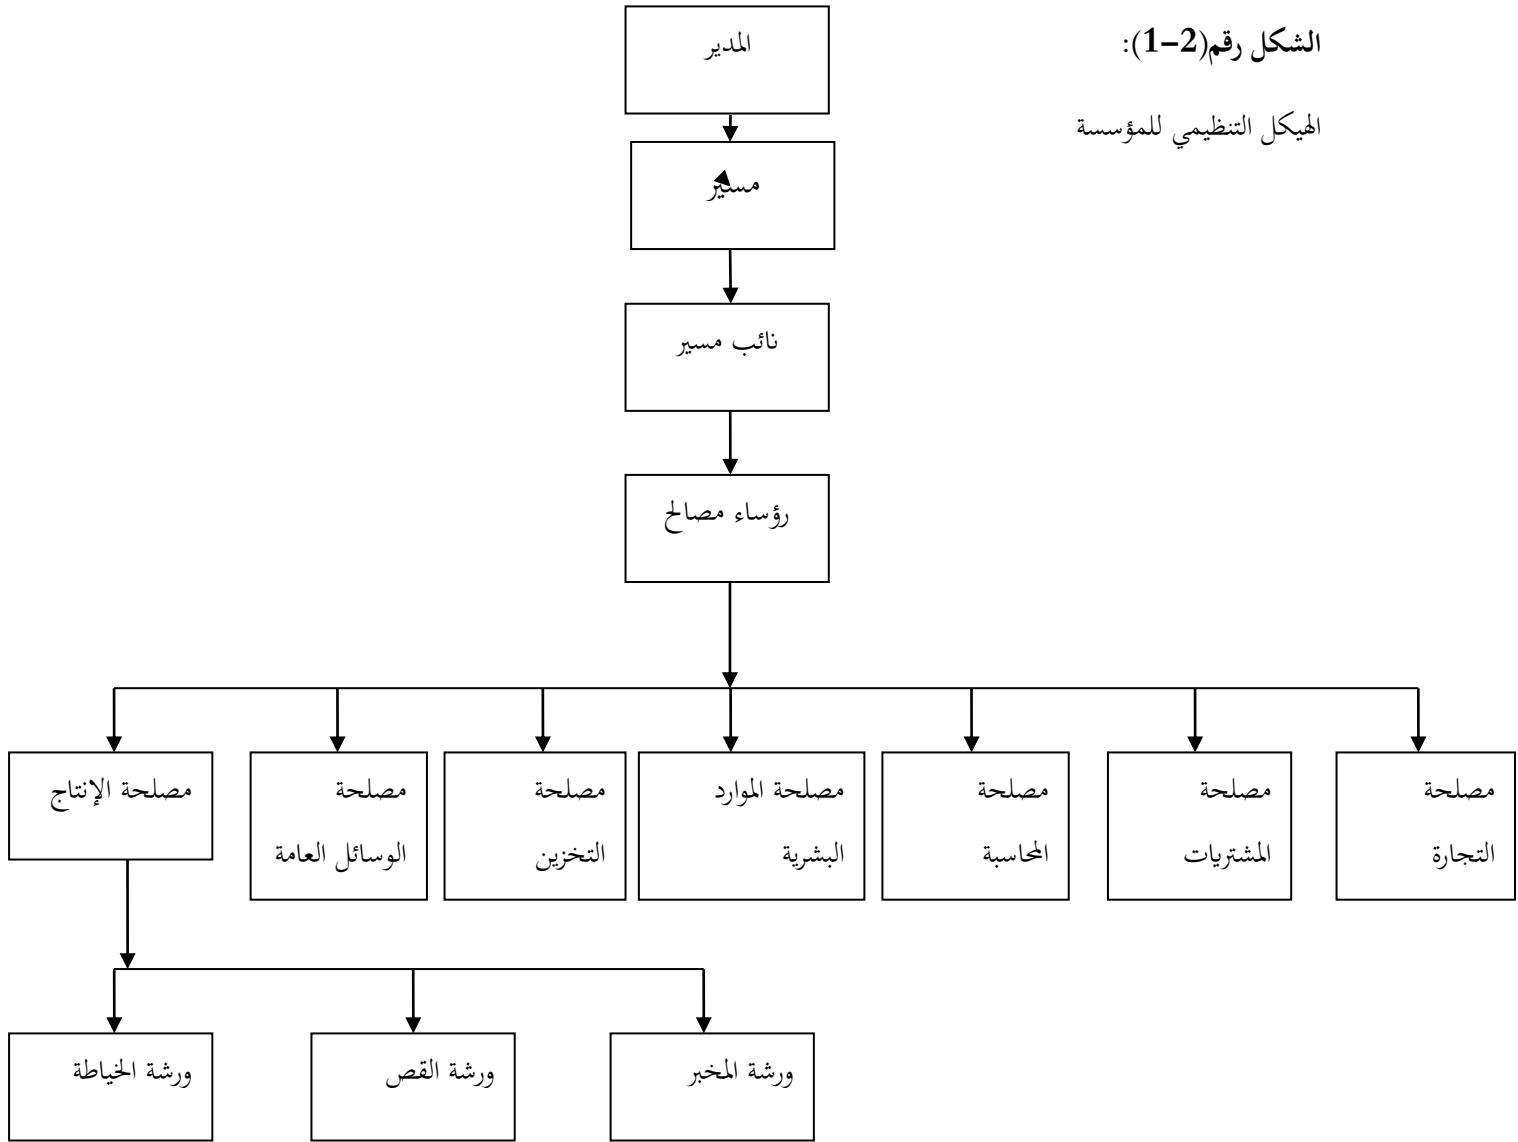 الشكل رقم(2-1):
الهيكل التنظيمي للمؤسسة
المدير
مسير
نائب مسير
رؤساء مصالح
مصلحة
التجارة
مصلحة
المشتريات
مصلحة
المحاسبة
مصلحة الموارد
البشرية
مصلحة
التخزين
مصلحة
الوسائل العامة
مصلحة الإنتاج
ورشة المخبر
ورشة القص
ورشة الخياطة